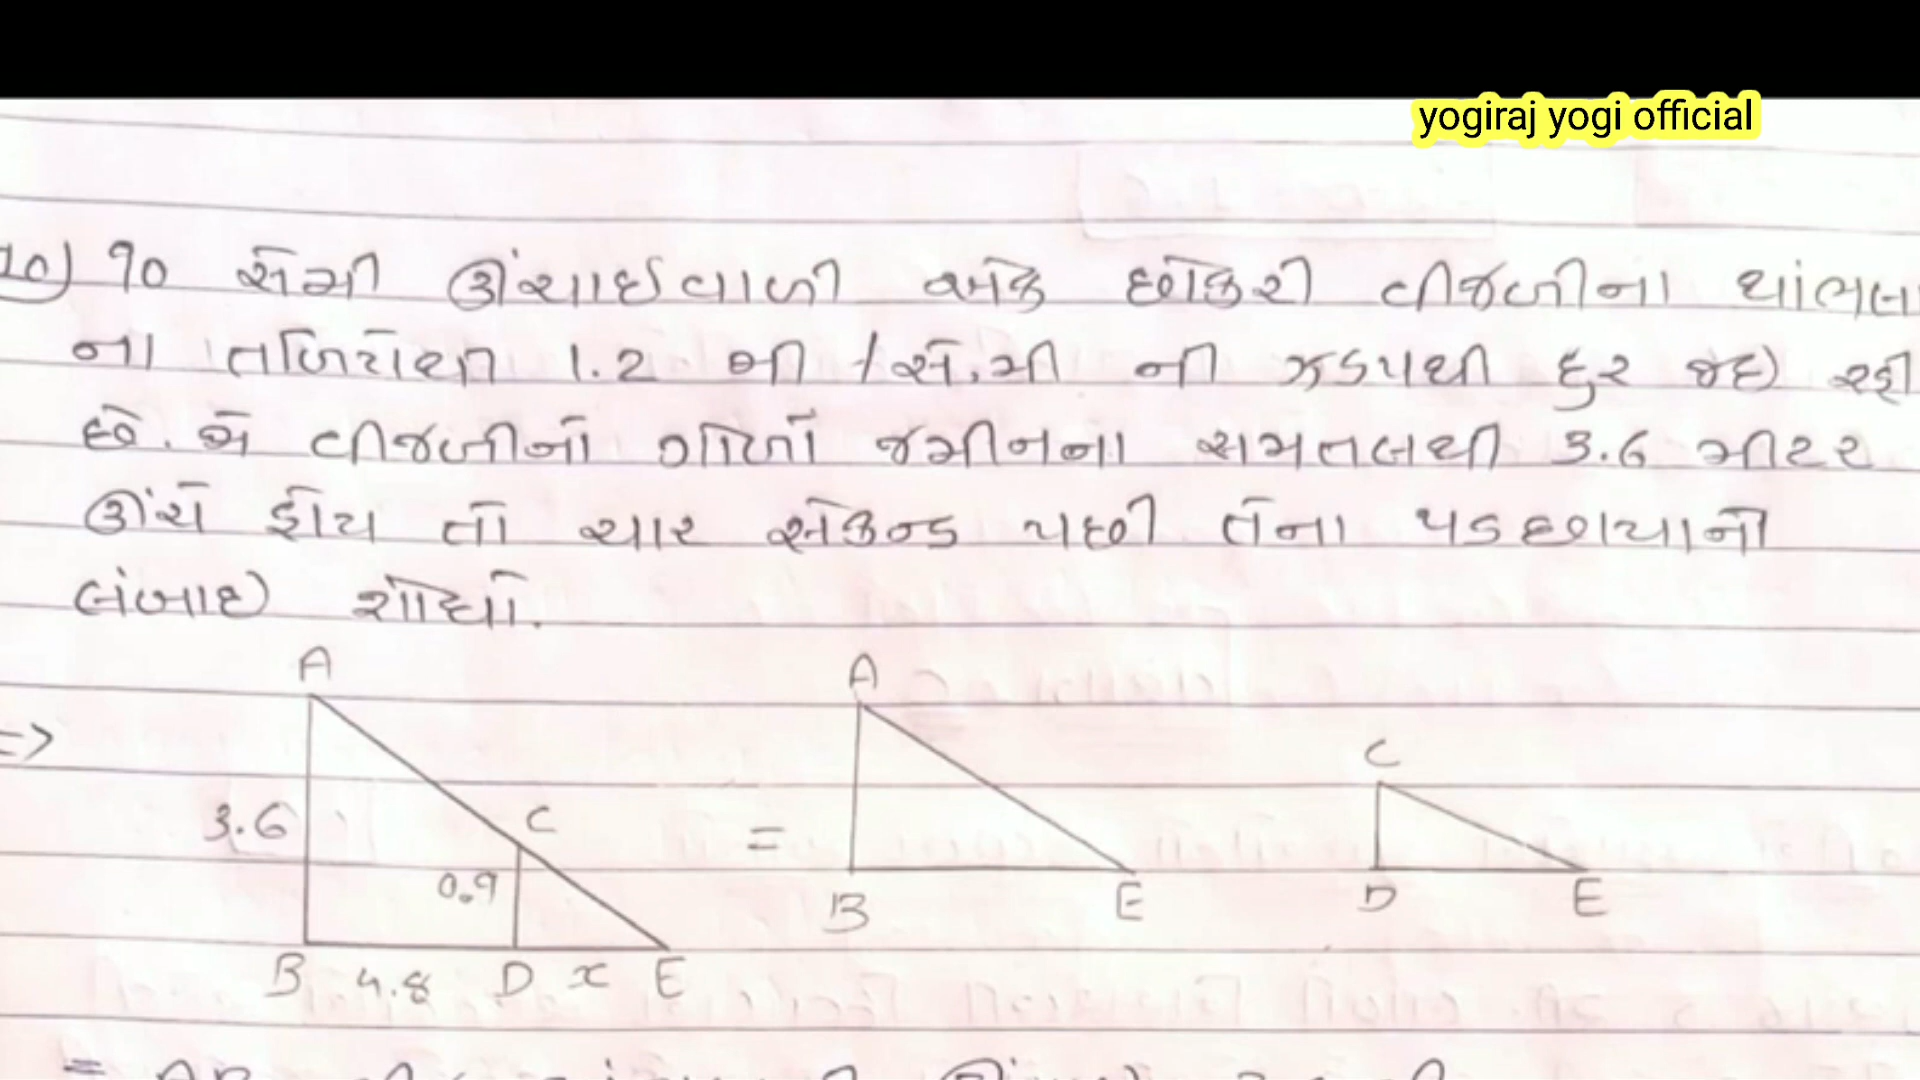 yogiraj yogi official
10) 90 સેમી ઊંચાઈવાળી એક છોકરી વીજળીના થાંભલા
ના તળિયેથી 1.2 મી /સે.મી ની ઝડપથી દુર જઇ રહી
છે. જો વીજળીનો ગોળો જમીનના સમતલથી 3.6 મીટર
ઊંચે હોય તો ચાર સેકન્ડ પછી તેના પડછાયાની
લંબાઇ શોધો.
A A
=> C
3.6 C =
0.9 B E D E
B 4.8 D x E